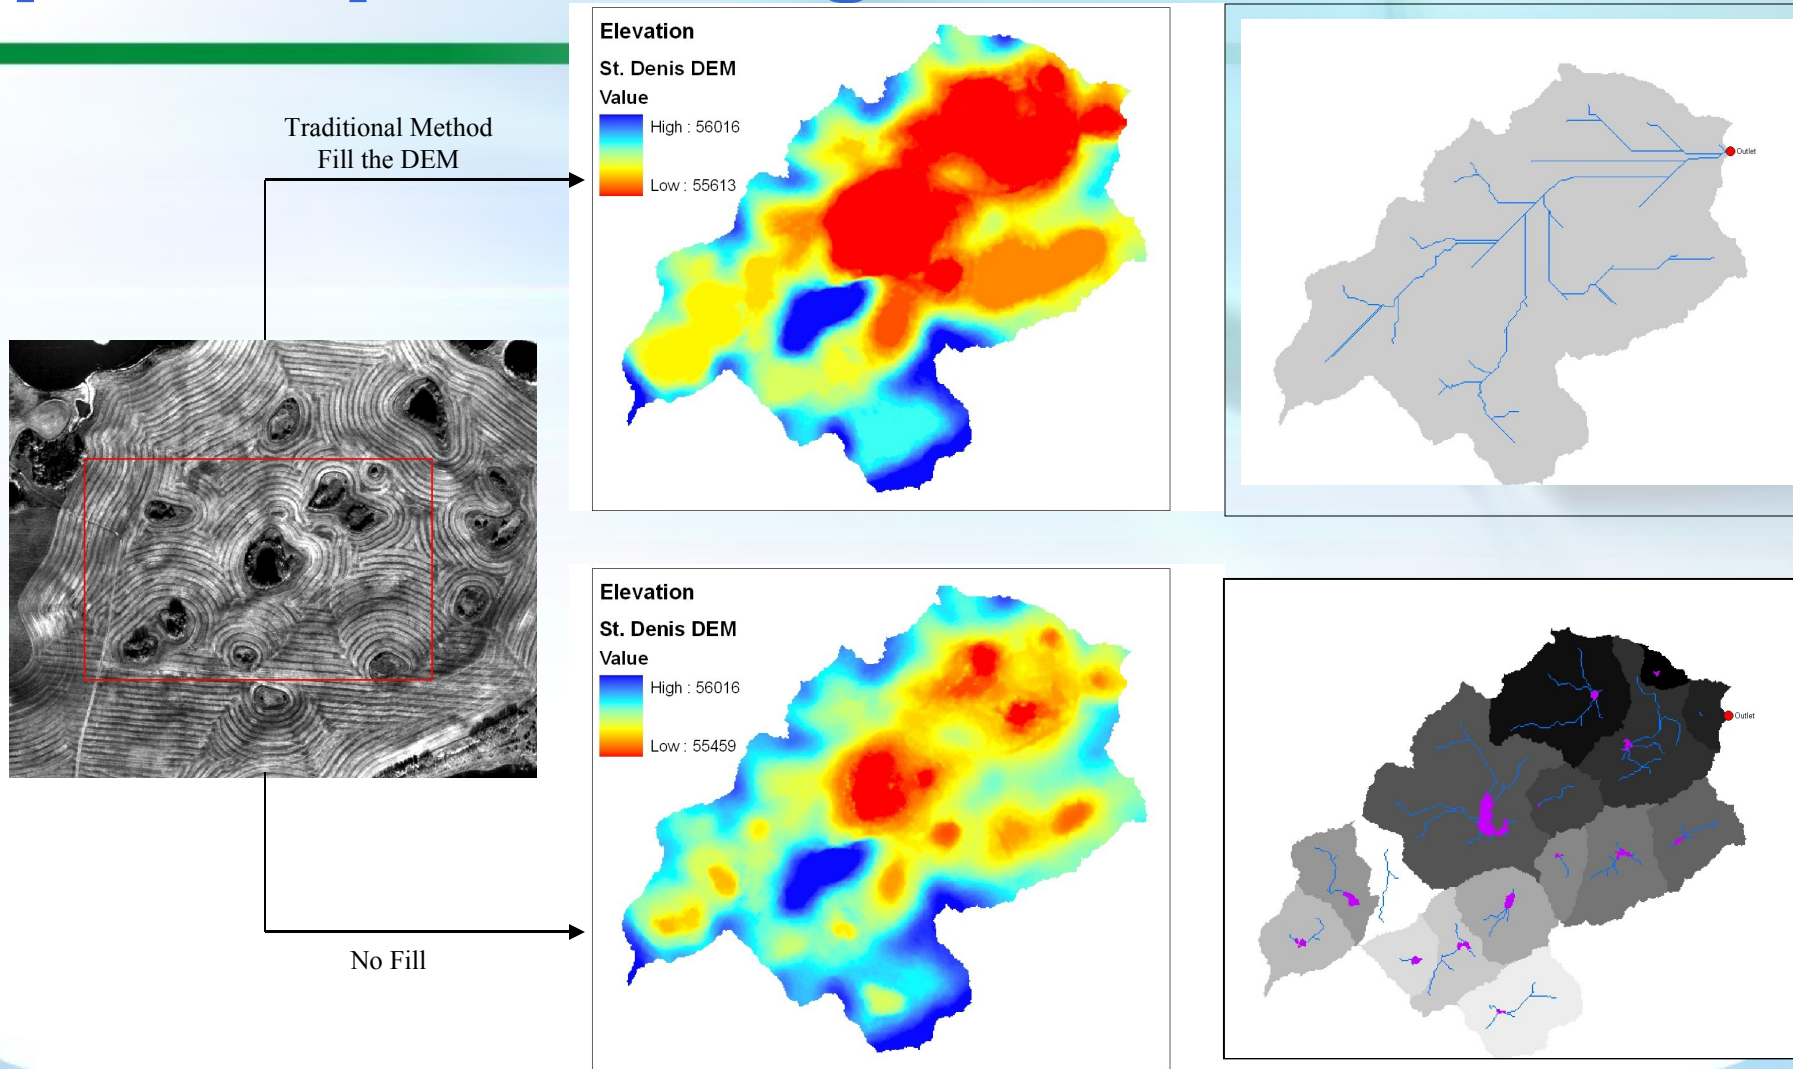 Traditional Method
Fill the DEM
Elevation
St. Denis DEM
Value
High : 56016
Low : 55613
Outlet
Elevation
St. Denis DEM
Value
High : 56016
Low : 55459
Outlet
No Fill